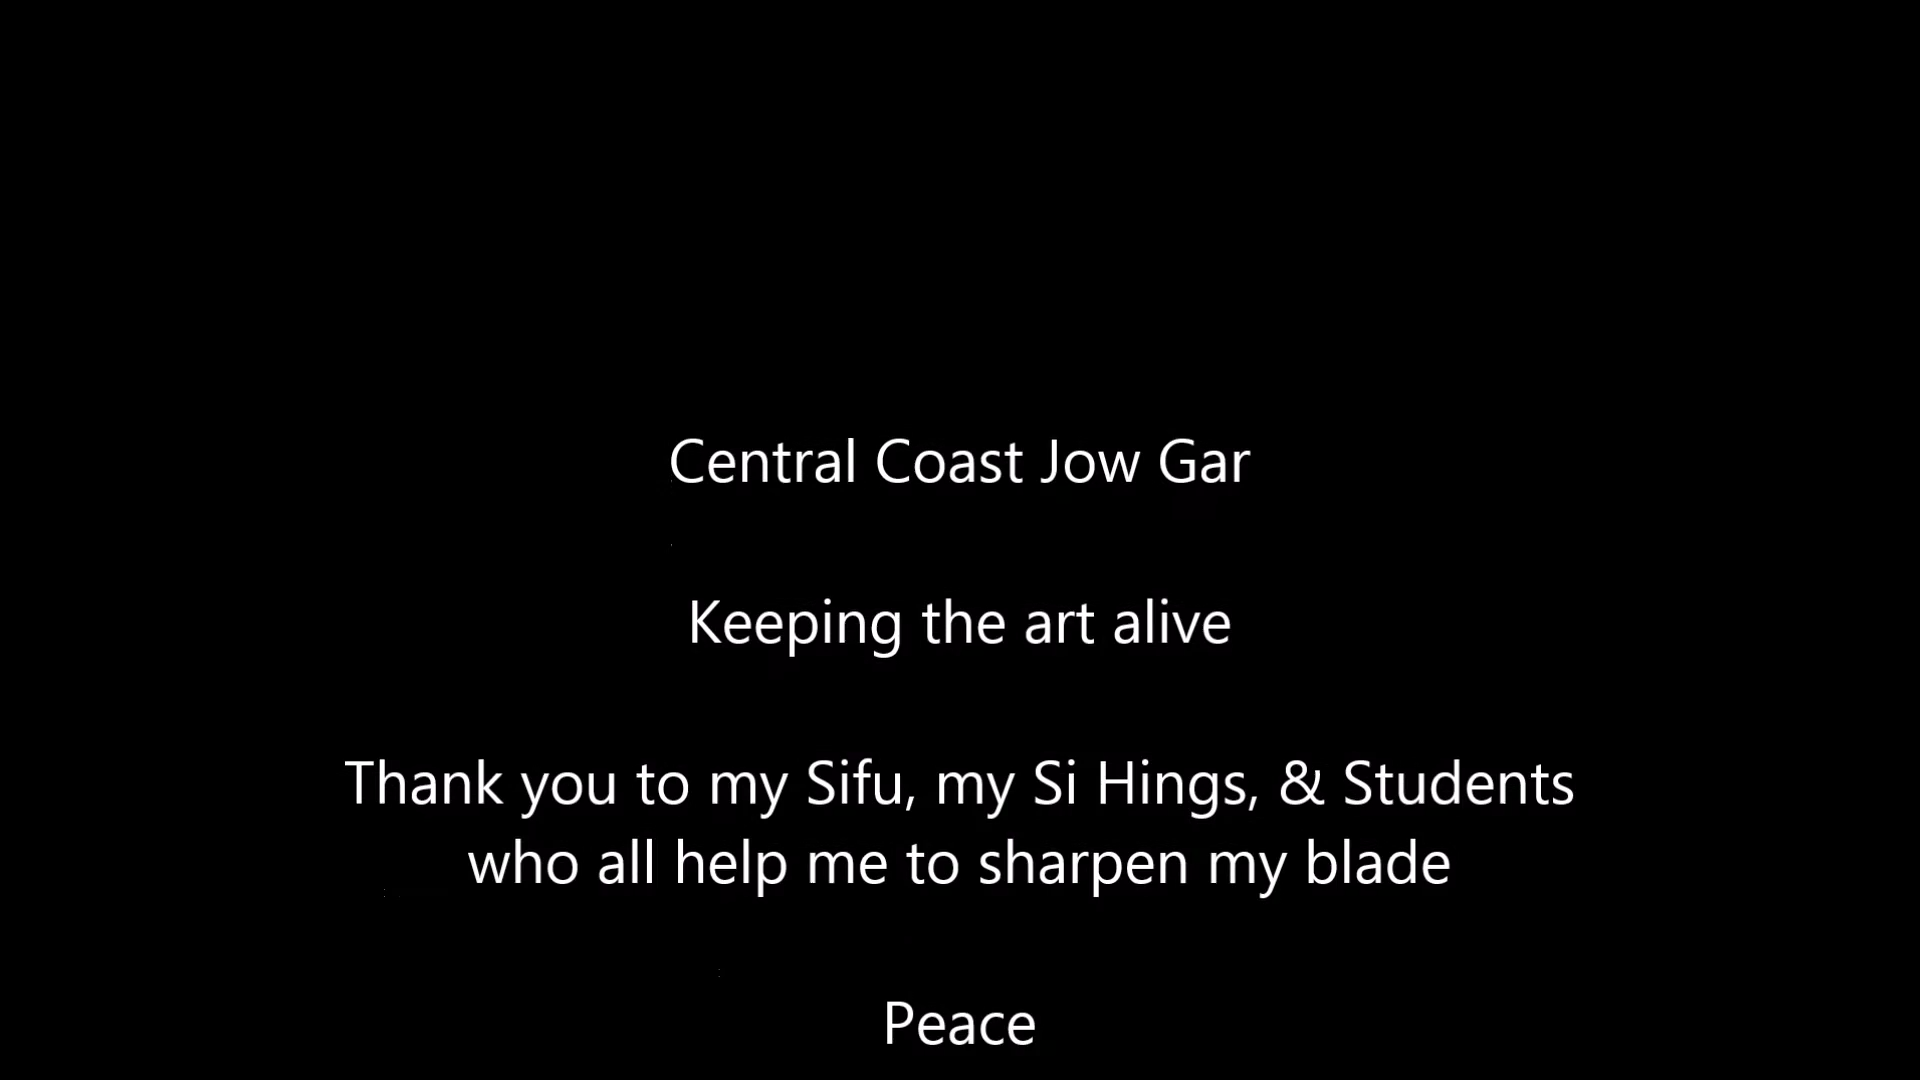 Central Coast Jow Gar
Keeping the art alive
Thank you to my Sifu, my Si Hings, & Students
who all help me to sharpen my blade
Peace